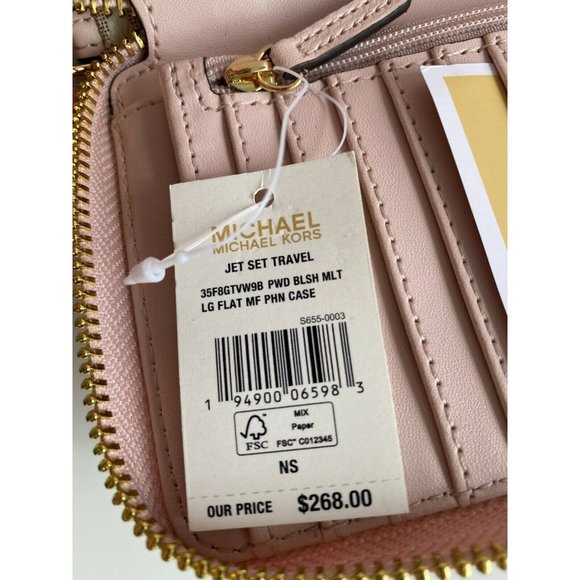 MICHAEL
MICHAEL KORS
JET SET TRAVEL
35F8GTVW9B PWD BLSH MLT
LG FLAT MF PHN CASE
S655-0003
1 94900 06598 3
FSC
MIX
Paper
FSC® C012345
NS
OUR PRICE $268.00